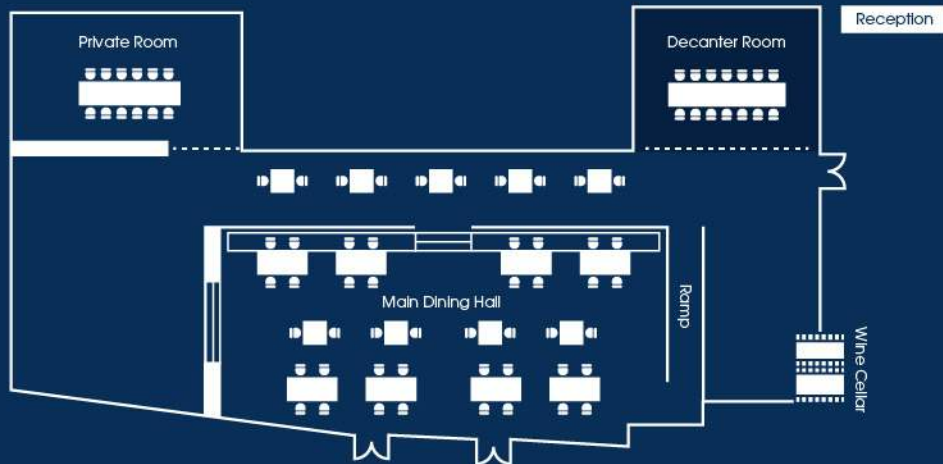 Private Room
Decanter Room
Reception
Main Dining Hall
Ramp
Wine Cellar